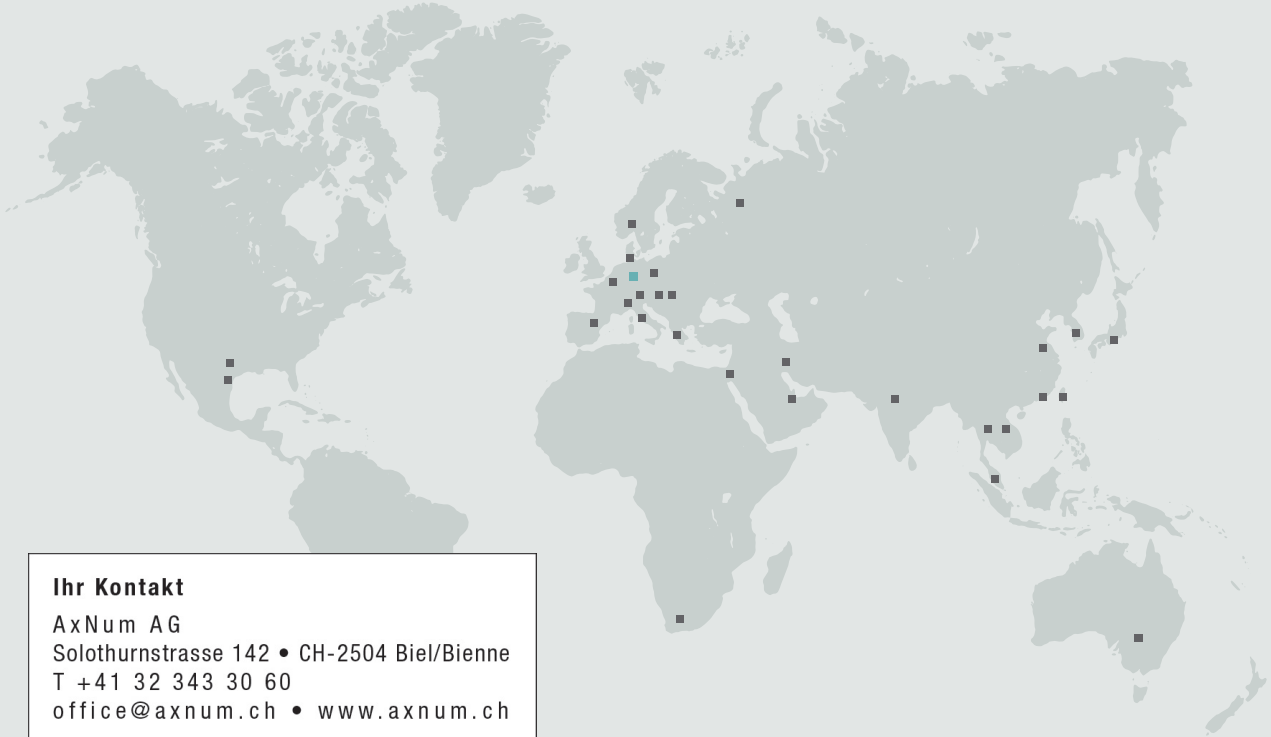 Ihr Kontakt
AxNum AG
Solothurnstrasse 142 • CH-2504 Biel/Bienne
T +41 32 343 30 60
office@axnum.ch • www.axnum.ch